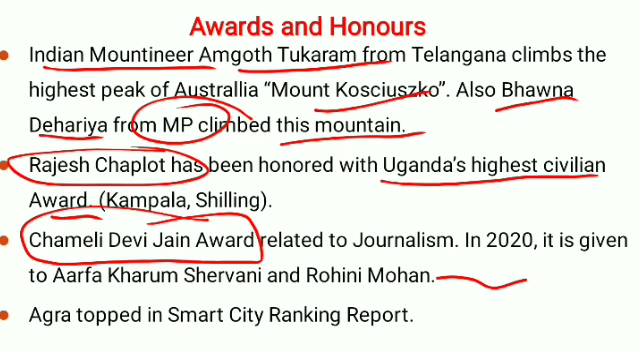 Awards and Honours
Indian Mountineer Amgoth Tukaram from Telangana climbs the
highest peak of Australlia “Mount Kosciuszko”. Also Bhawna
Dehariya from MP climbed this mountain.
Rajesh Chaplot has been honored with Uganda's highest civilian
Award. (Kampala, Shilling).
Chameli Devi Jain Award related to Journalism. In 2020, it is given
to Aarfa Kharum Shervani and Rohini Mohan.
Agra topped in Smart City Ranking Report.